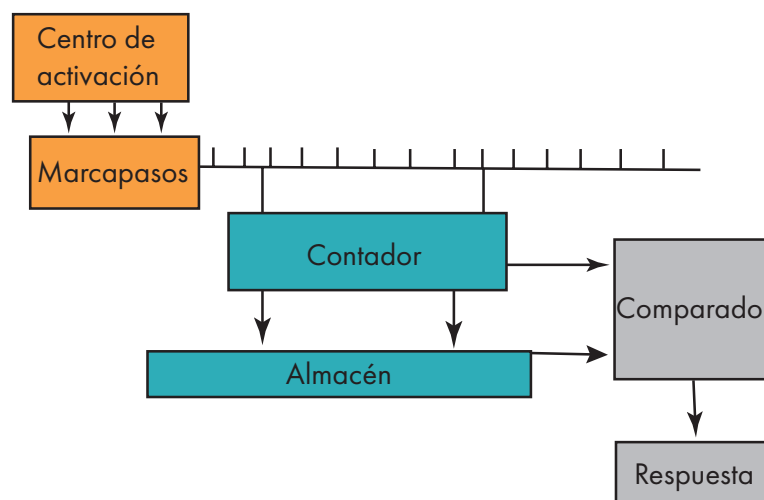 Centro de
activación
Marcapasos
Contador
Comparado
Almacén
Respuesta